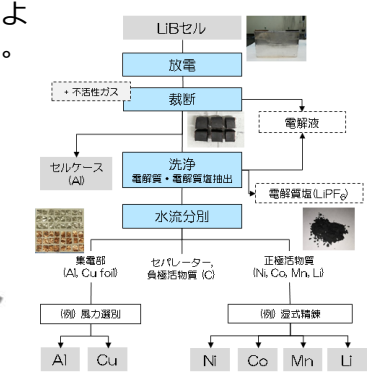 よ
。
LiBセル
放電
+ 不活性ガス
裁断
電解液
セルケース
(Al)
洗浄
電解質・電解質塩抽出
電解質塩(LiPF6)
水流分別
集電部
(Al, Cu foil)
セパレーター,
負極活物質 (C)
正極活物質
(Ni, Co, Mn, Li)
(例) 風力選別
(例) 湿式精錬
Al
Cu
Ni
Co
Mn
Li